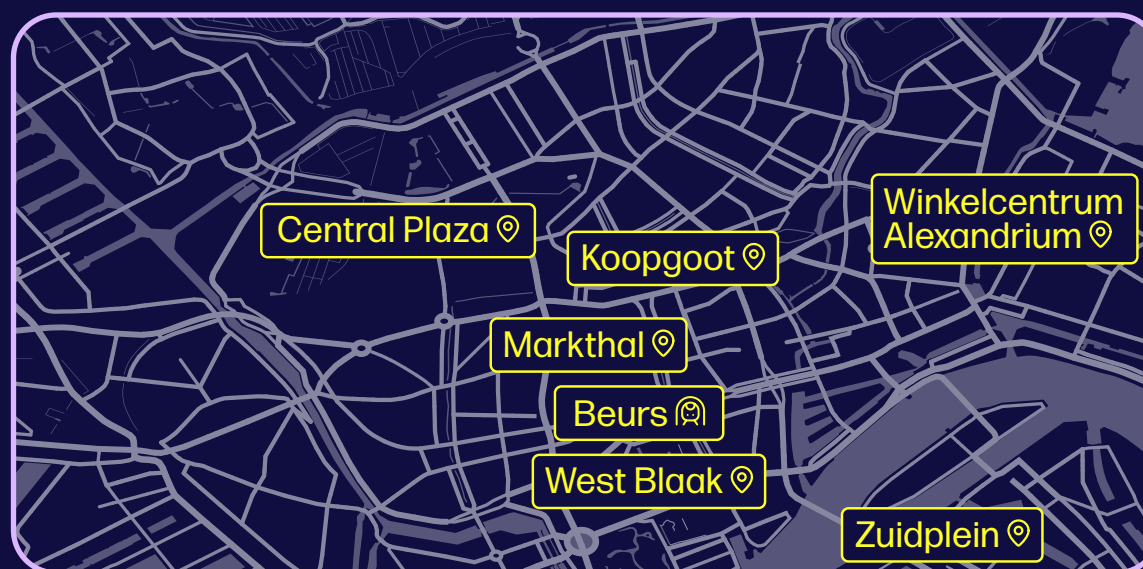 Winkelcentrum
Alexandrium
Central Plaza
Koopgoot
Markthal
Beurs
West Blaak
Zuidplein